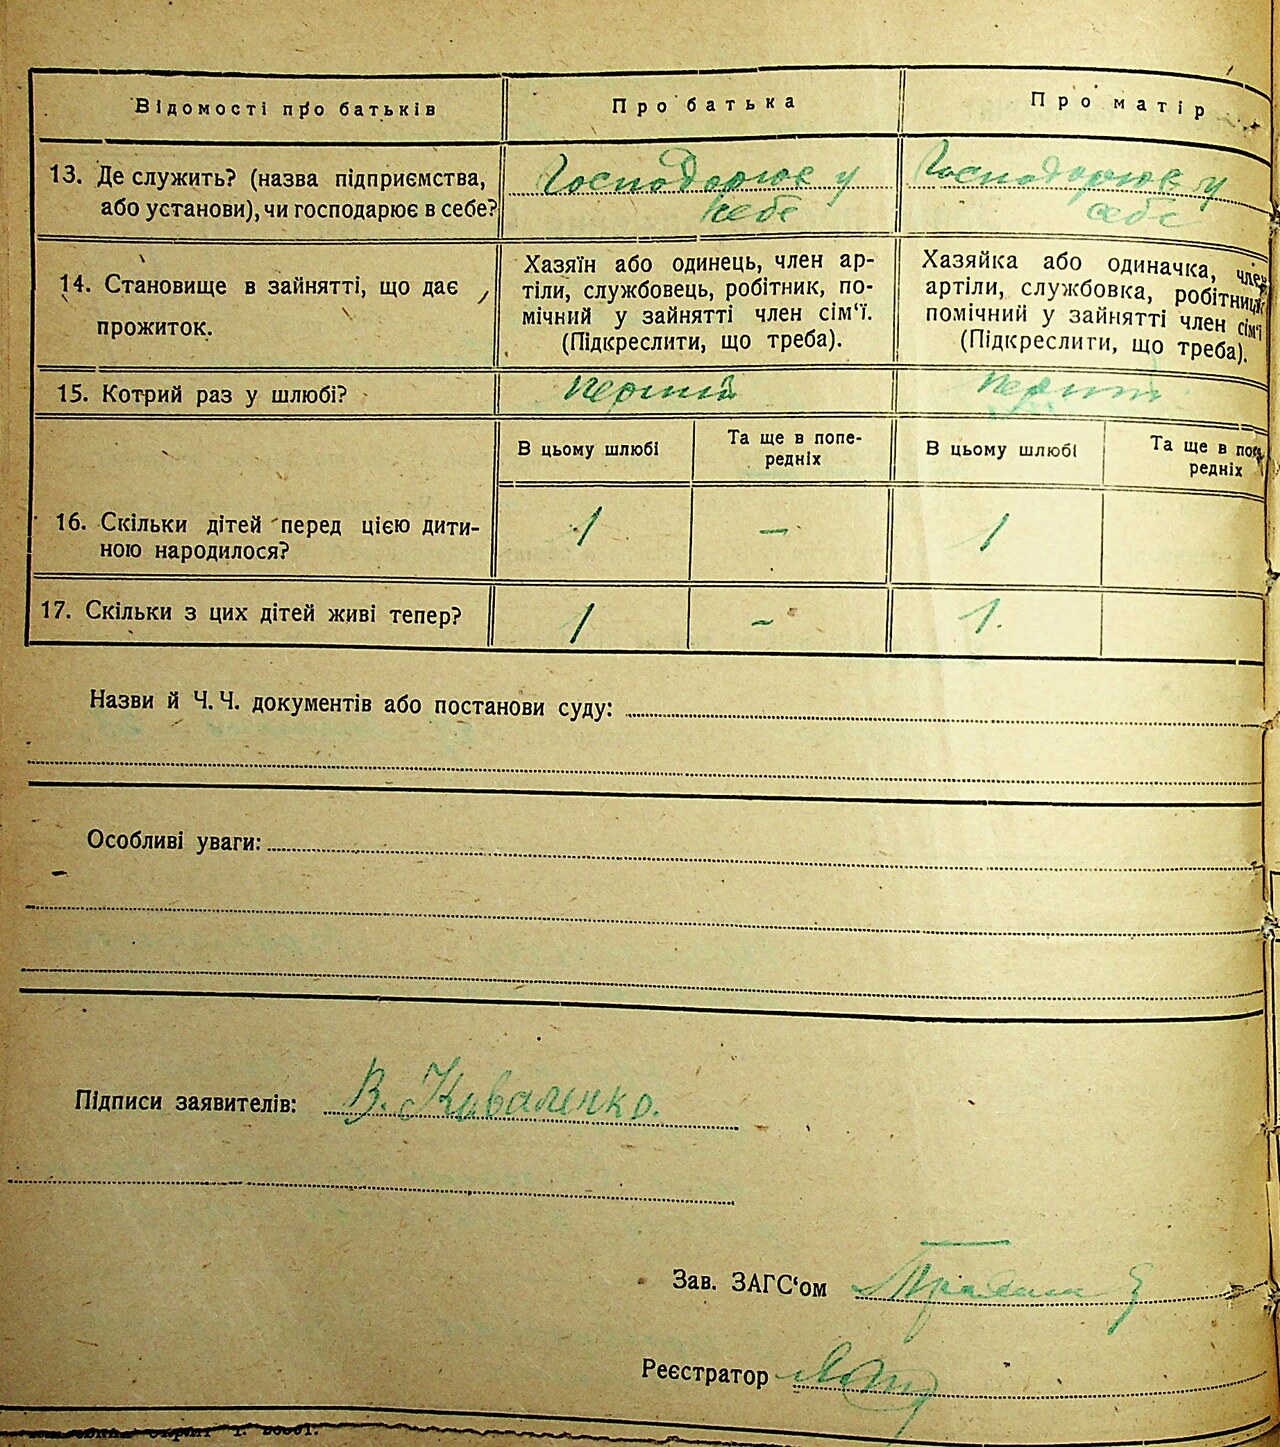 Відомості про батьків
Про батька
Про матір
13. Де служить? (назва підприємства,
або установи), чи господарює в себе?
Господорює у
себе
Господорює у
себе
14. Становище в зайнятті, що дає
прожиток.
Хазяїн або одинець, член ар-
тіли, службовець, робітник, по-
мічний у зайнятті член сім‘ї.
(Підкреслити, що треба).
Хазяйка або одиначка, член
артіли, службовка, робітниця,
помічний у зайнятті член сім‘ї
(Підкреслити, що треба).
15. Котрий раз у шлюбі?
перший
перший
В цьому шлюбі
Та ще в попе-
редніх
В цьому шлюбі
Та ще в попе
редніх
16. Скільки дітей перед цією дити-
ною народилося?
1
-
1
17. Скільки з цих дітей живі тепер?
1
-
1.
Назви й Ч.Ч. документів або постанови суду:
Особливі уваги:
Підписи заявителів: В. Коваленко.
Зав. ЗАГС‘ом
Реєстратор